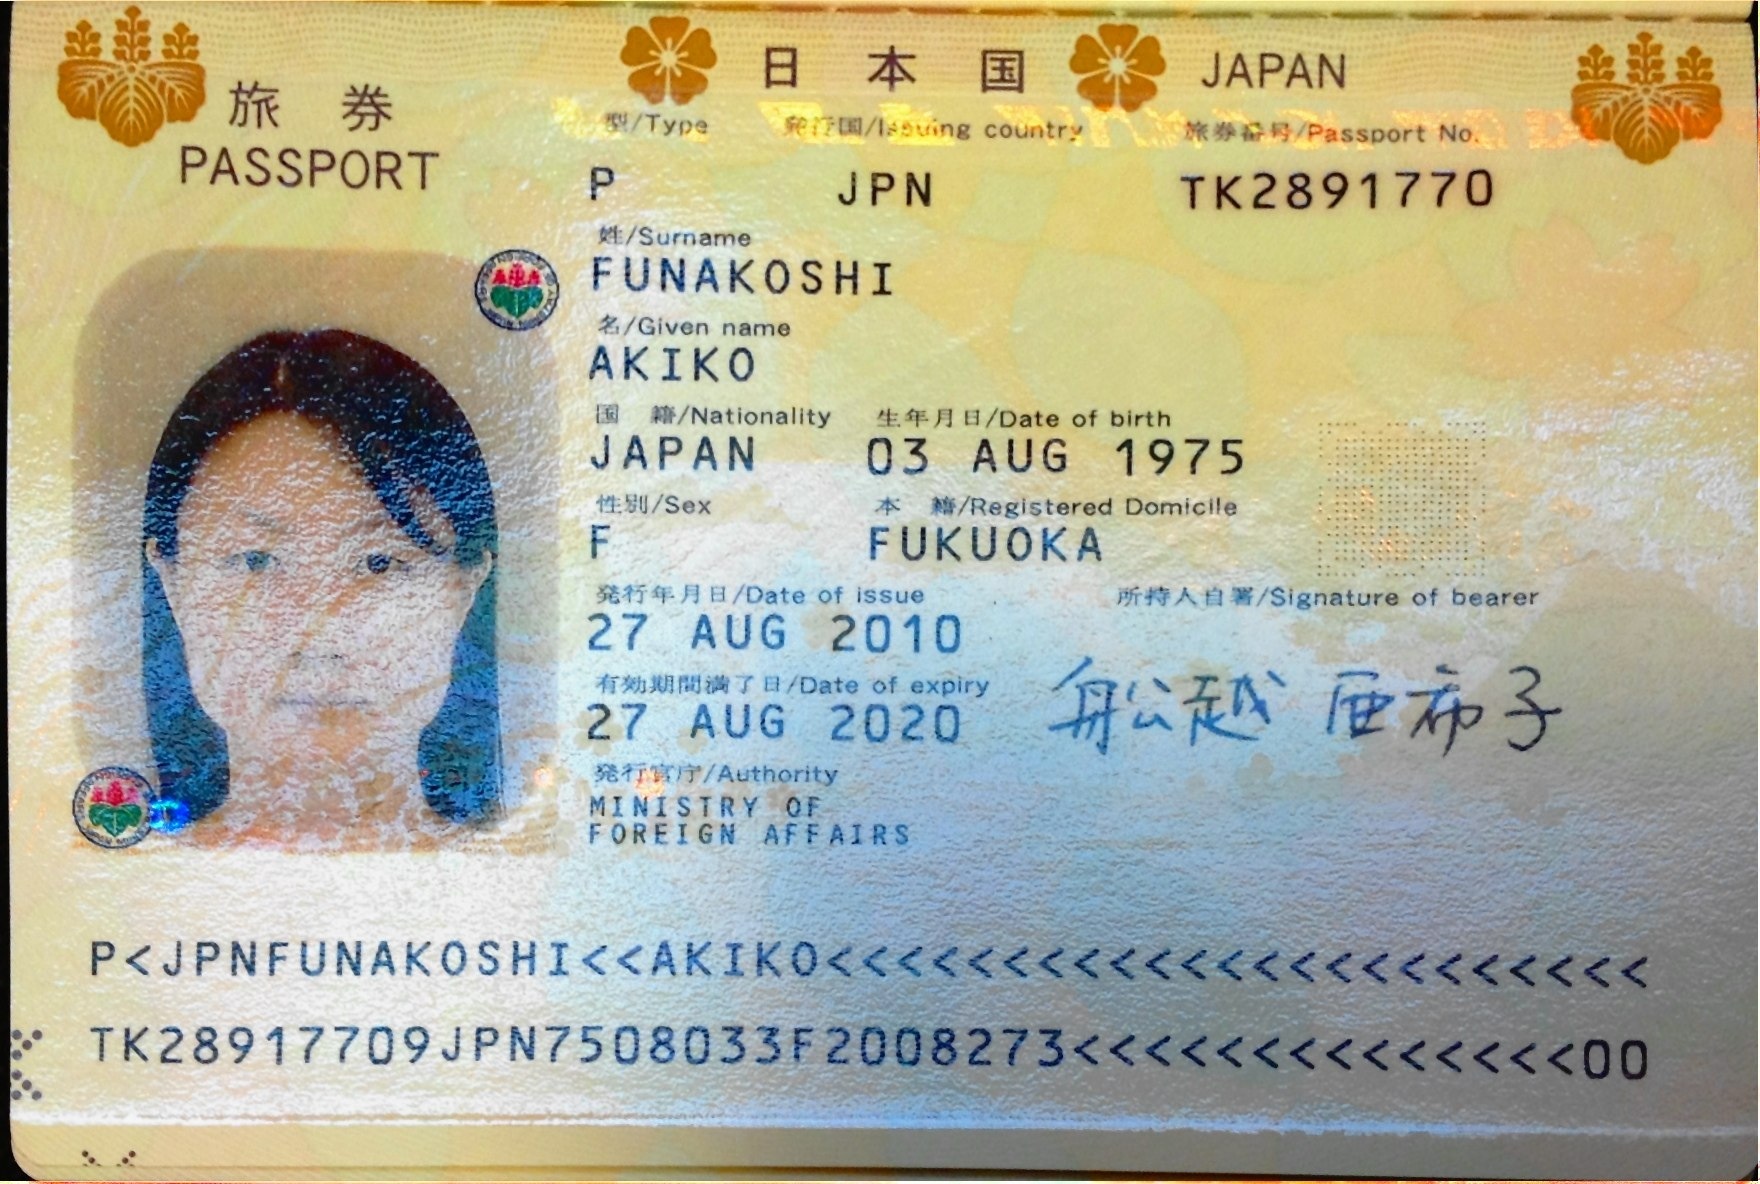 日本国 JAPAN
旅券
PASSPORT
型/Type 発行国/Issuing country 旅券番号/Passport No.
P JPN TK2891770
姓/Surname
FUNAKOSHI
名/Given name
AKIKO
国 籍/Nationality 生年月日/Date of birth
JAPAN 03 AUG 1975
性別/Sex 本 籍/Registered Domicile
F FUKUOKA
発行年月日/Date of issue 所持人自署/Signature of bearer
27 AUG 2010
有効期間満了日/Date of expiry
27 AUG 2020 船越 亜希子
発行官庁/Authority
MINISTRY OF
FOREIGN AFFAIRS
P<JPNFUNAKOSHI<<AKIKO<<<<<<<<<<<<<<<<<<<<<<<
TK28917709JPN7508033F2008273<<<<<<<<<<<<<<00